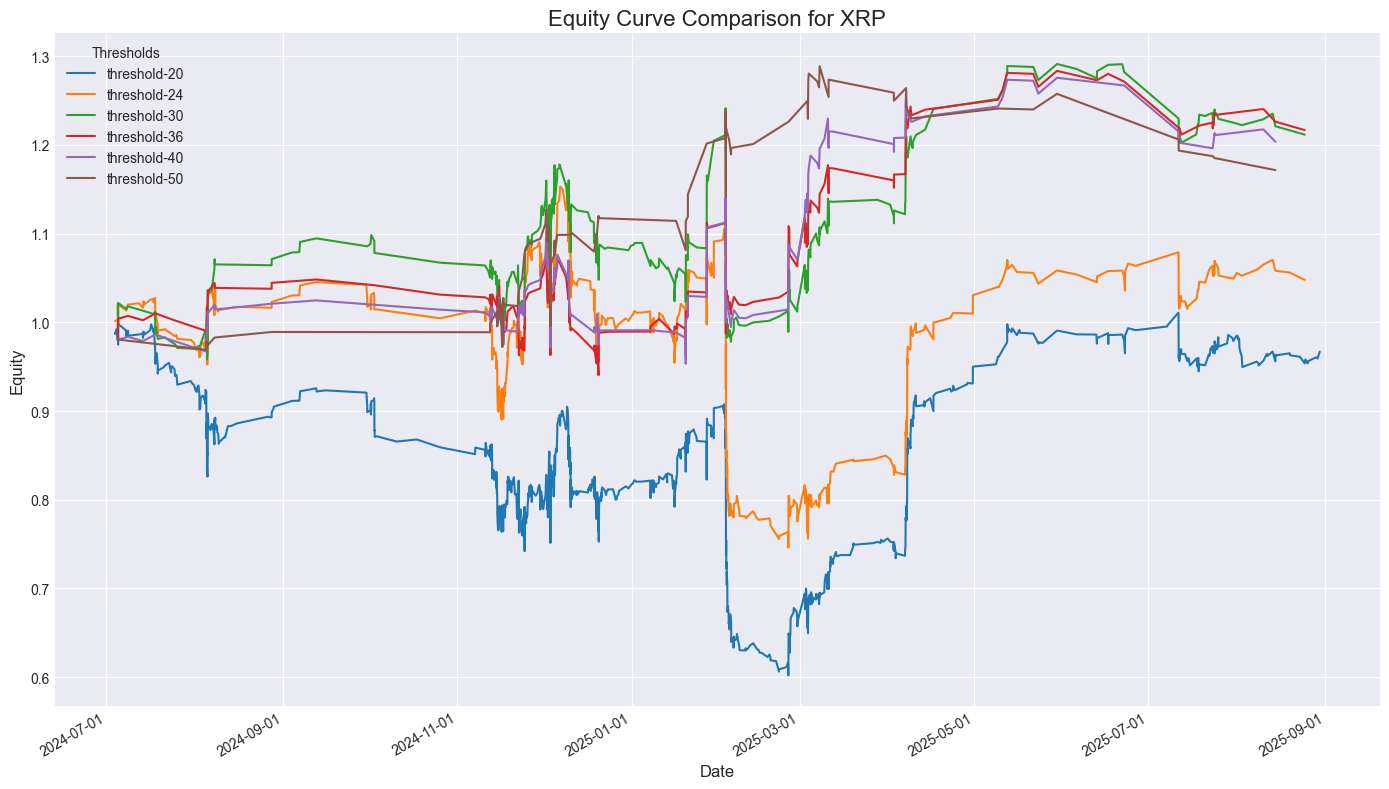 Equity Curve Comparison for XRP
Thresholds
threshold-20
threshold-24
threshold-30
threshold-36
threshold-40
threshold-50
1.3
1.2
1.1
1.0
0.9
0.8
0.7
0.6
Equity
2024-07-01
2024-09-01
2024-11-01
2025-01-01
2025-03-01
2025-05-01
2025-07-01
2025-09-01
Date